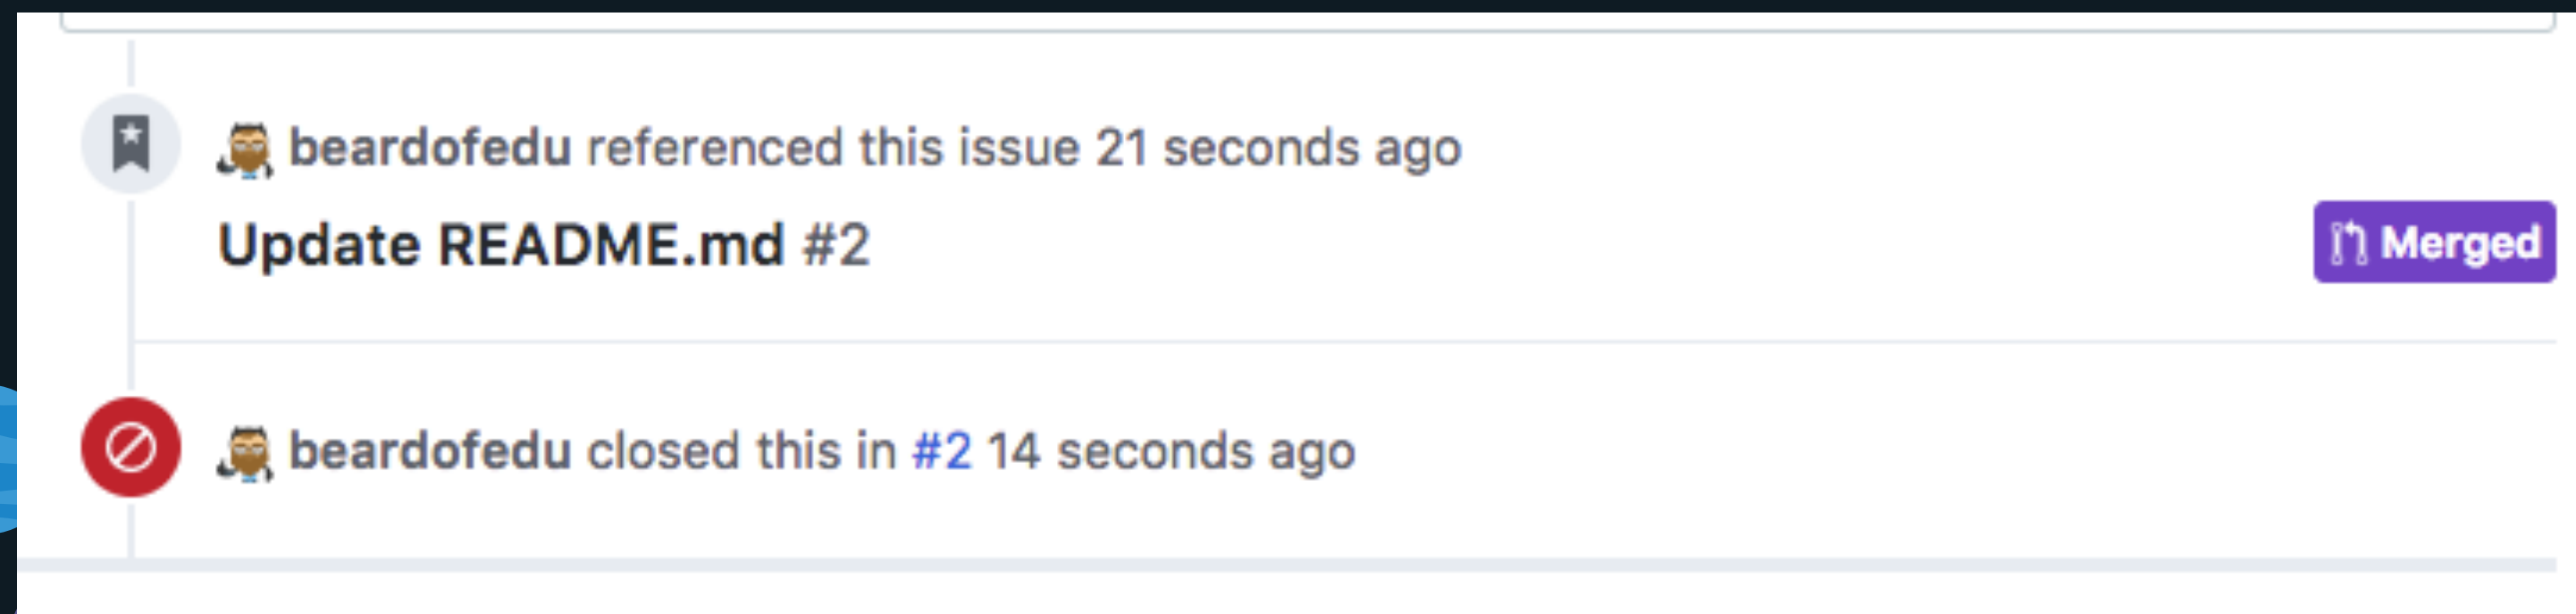 beardofedu referenced this issue 21 seconds ago
Update README.md #2
Merged
beardofedu closed this in #2 14 seconds ago